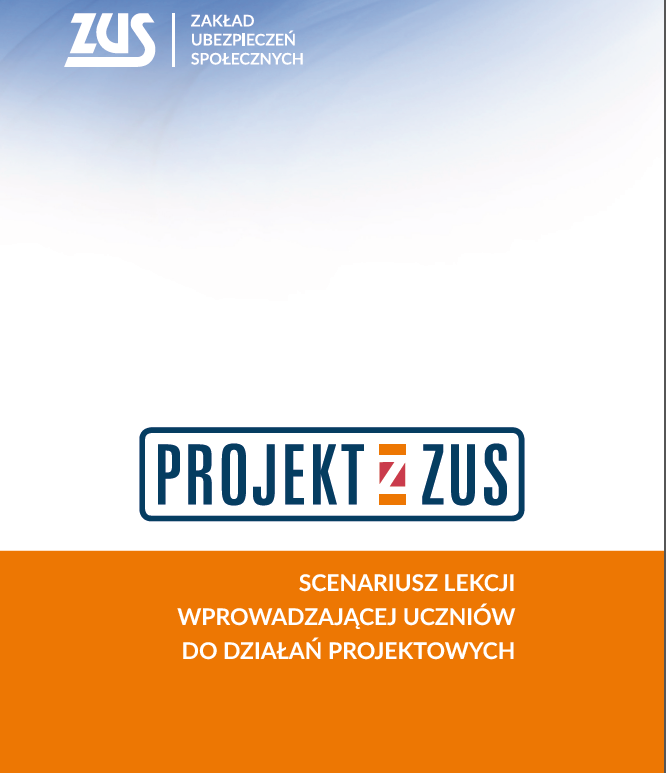 ZUS
ZAKŁAD
UBEZPIECZEŃ
SPOŁECZNYCH
PROJEKT Z ZUS
SCENARIUSZ LEKCJI
WPROWADZAJĄCEJ UCZNIÓW
DO DZIAŁAŃ PROJEKTOWYCH